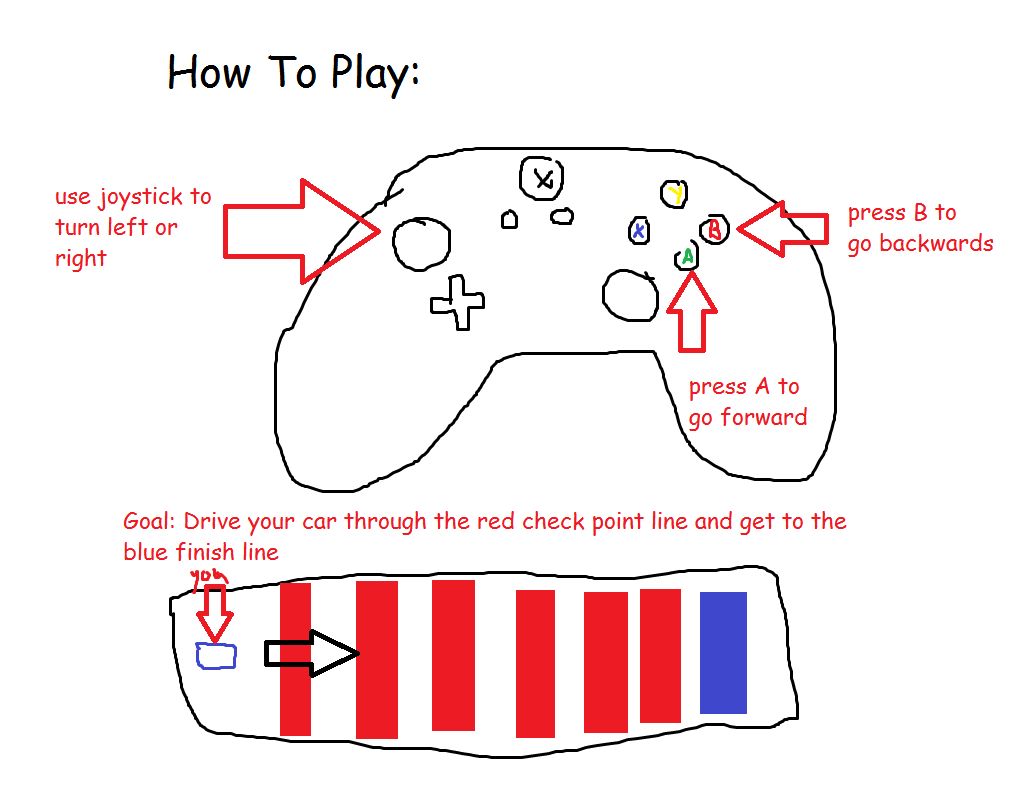 How To Play:
use joystick to
turn left or
right
X
Y
X
B
A
press B to
go backwards
press A to
go forward
Goal: Drive your car through the red check point line and get to the
blue finish line
you